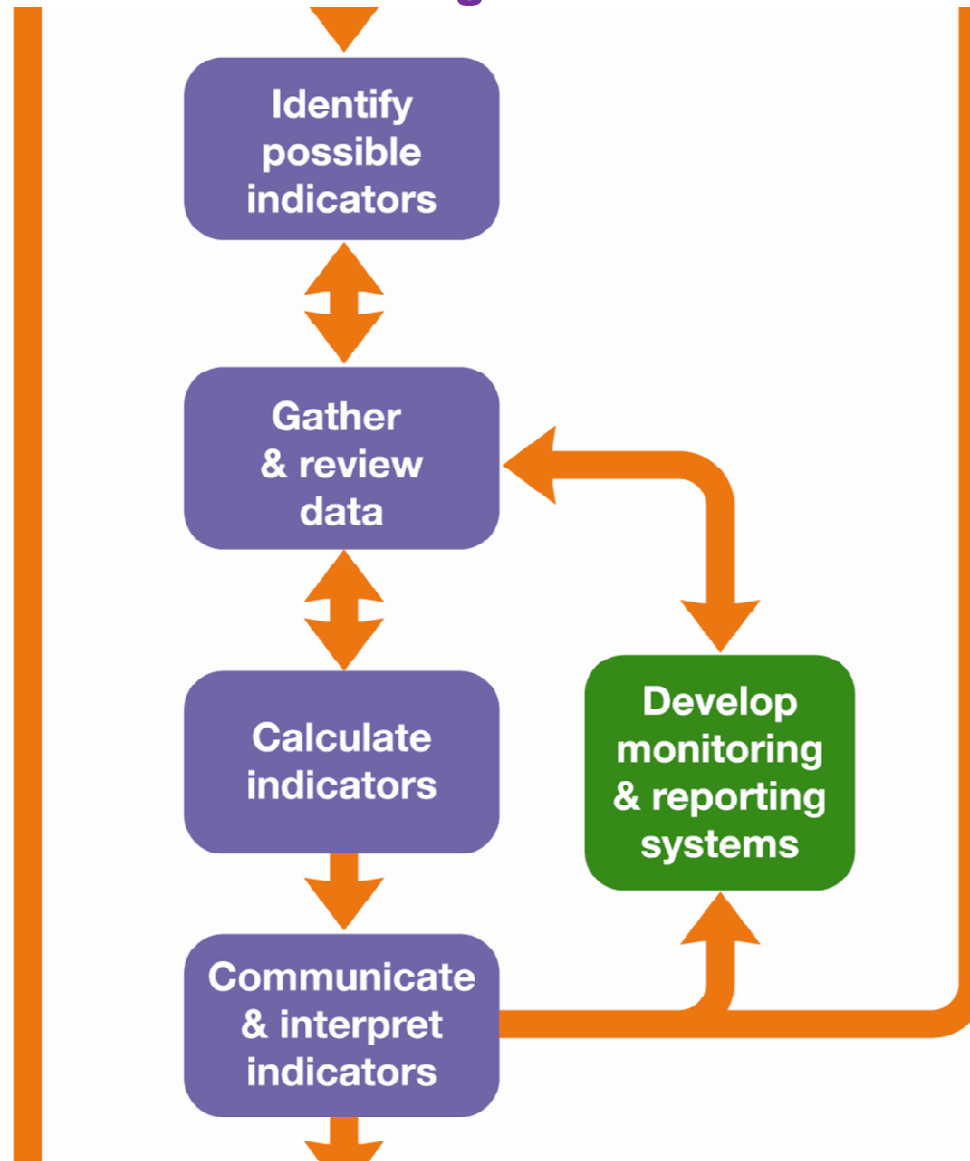 Identify
possible
indicators
Gather
& review
data
Calculate
indicators
Develop
monitoring
& reporting
systems
Communicate
& interpret
indicators